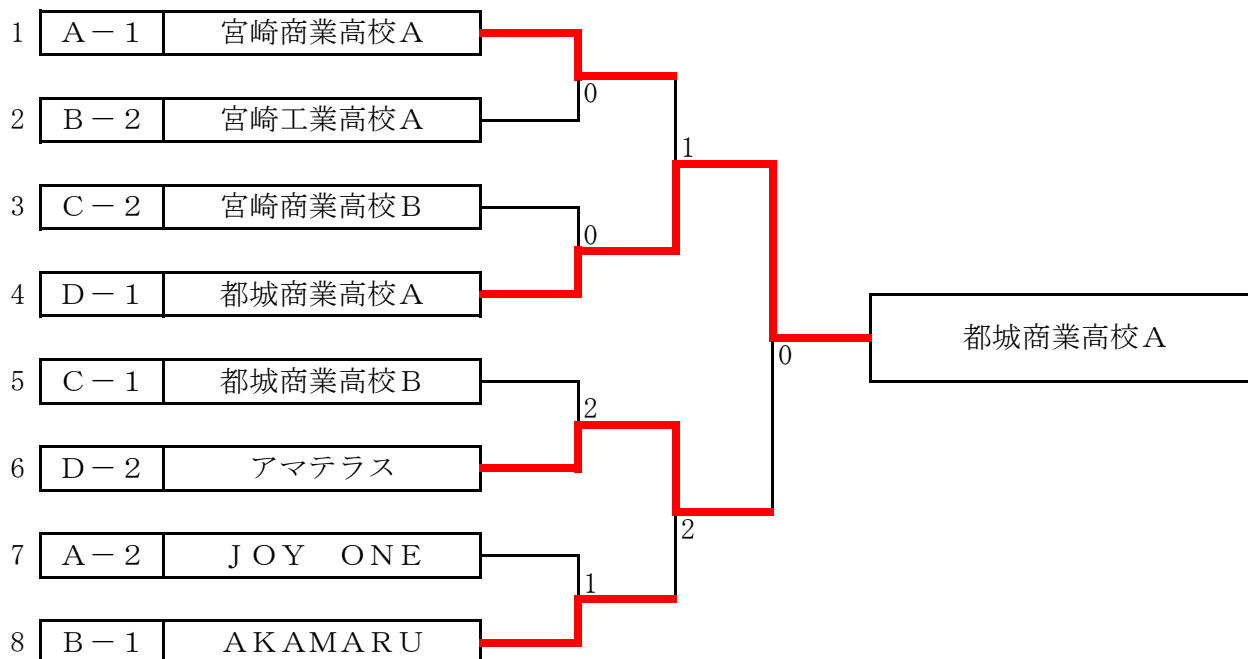 1 A-1 宮崎商業高校A
0
2 B-2 宮崎工業高校A
1
3 C-2 宮崎商業高校B
0
4 D-1 都城商業高校A
都城商業高校A
0
5 C-1 都城商業高校B
2
6 D-2 アマテラス
2
7 A-2 JOY ONE
1
8 B-1 AKAMARU